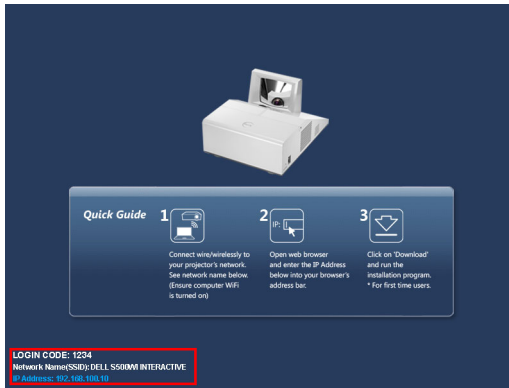 Quick Guide
1
Connect wire/wirelessly to
your projector's network.
See network name below.
(Ensure computer WiFi
is turned on)
2
IP:
Open web browser
and enter the IP Address
below into your browser's
address bar.
3
Click on 'Download'
and run the
installation program.
* For first time users.
LOGIN CODE: 1234
Network Name(SSID): DELL S500WI INTERACTIVE
IP Address: 192.168.100.10